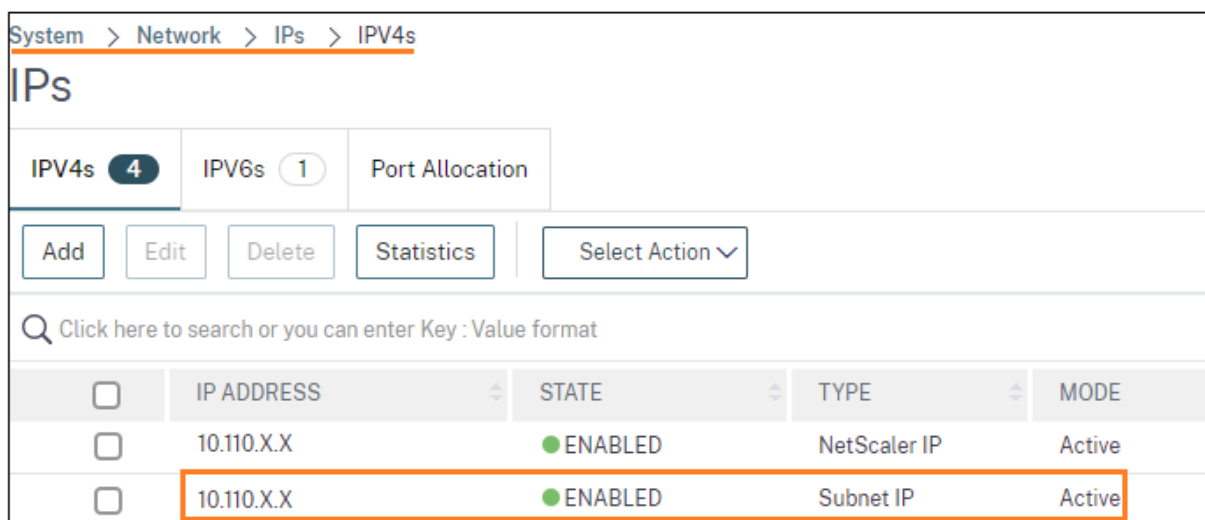 System > Network > IPs > IPV4s
IPs
IPV4s 4 IPV6s 1 Port Allocation
Add Edit Delete Statistics Select Action
Click here to search or you can enter Key : Value format
IP ADDRESS STATE TYPE MODE
10.110.X.X ENABLED NetScaler IP Active
10.110.X.X ENABLED Subnet IP Active